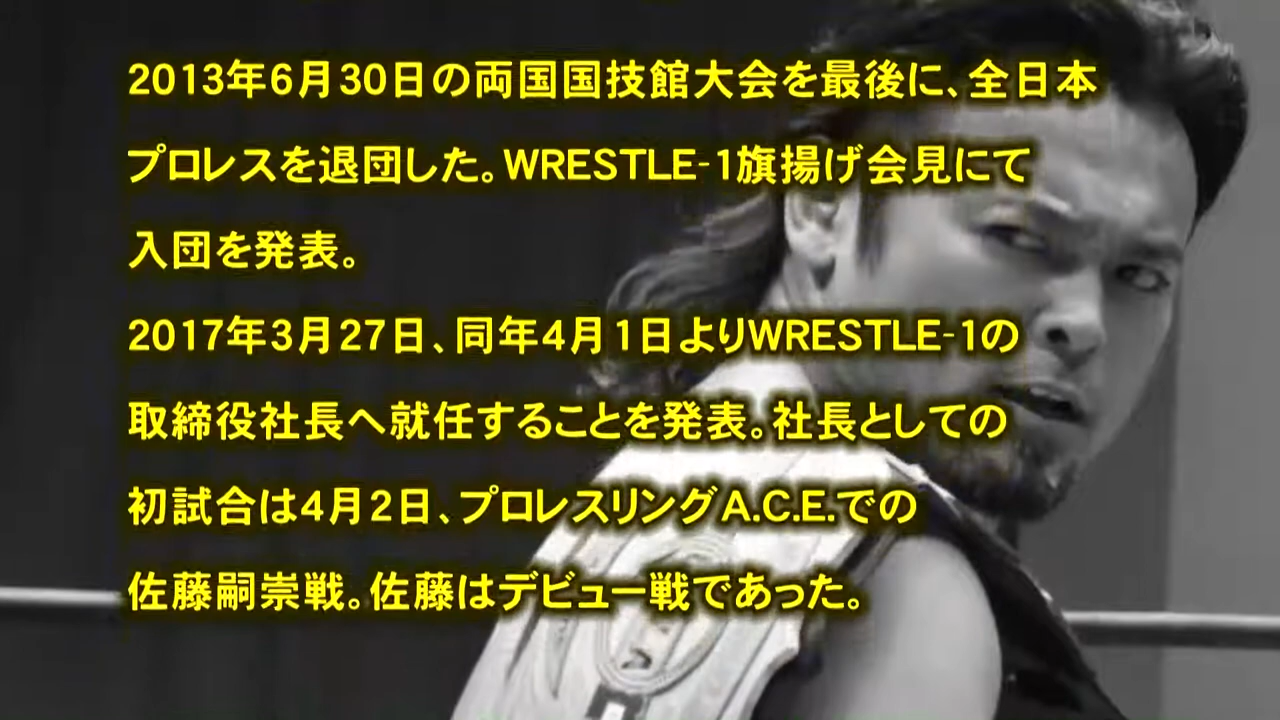 2013年6月30日の両国国技館大会を最後に、全日本
プロレスを退団した。WRESTLE-1旗揚げ会見にて
入団を発表。
2017年3月27日、同年4月1日よりWRESTLE-1の
取締役社長へ就任することを発表。社長としての
初試合は4月2日、プロレスリングA.C.E.での
佐藤嗣崇戦。佐藤はデビュー戦であった。